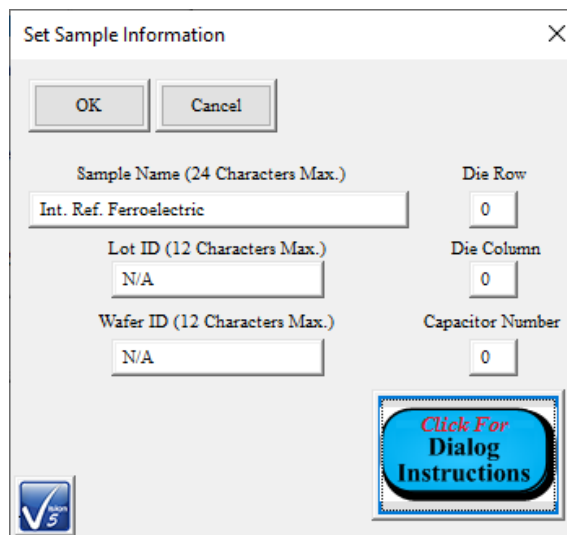 Set Sample Information
OK
Cancel
Sample Name (24 Characters Max.)
Die Row
Int. Ref. Ferroelectric
0
Lot ID (12 Characters Max.)
Die Column
N/A
0
Wafer ID (12 Characters Max.)
Capacitor Number
N/A
0
Click For
Dialog
Instructions
Vision
5